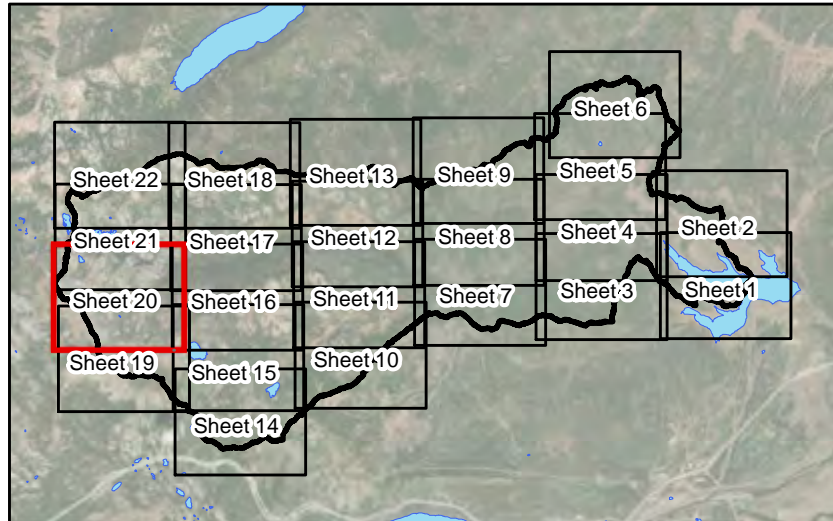 Sheet 6
Sheet 22
Sheet 18
Sheet 13
Sheet 9
Sheet 5
Sheet 21
Sheet 17
Sheet 12
Sheet 8
Sheet 4
Sheet 2
Sheet 20
Sheet 16
Sheet 11
Sheet 7
Sheet 3
Sheet 1
Sheet 19
Sheet 15
Sheet 10
Sheet 14